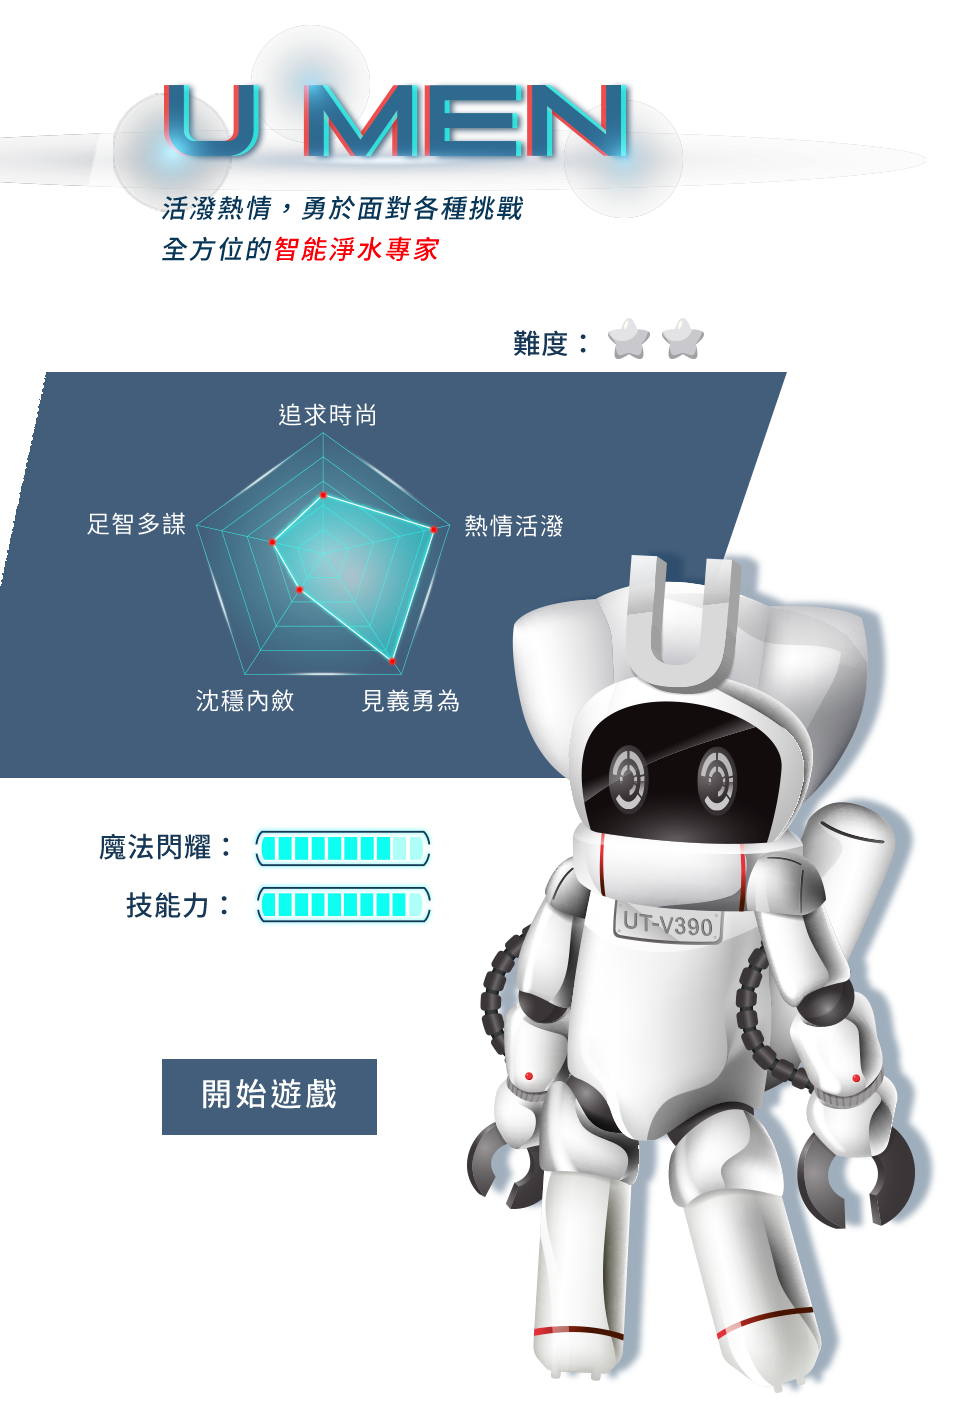 U MEN
活潑熱情，勇於面對各種挑戰
全方位的智能淨水專家
難度：
追求時尚
足智多謀
熱情活潑
沈穩內斂
見義勇為
U
魔法閃耀：
技能力：
UT-V390
開始遊戲